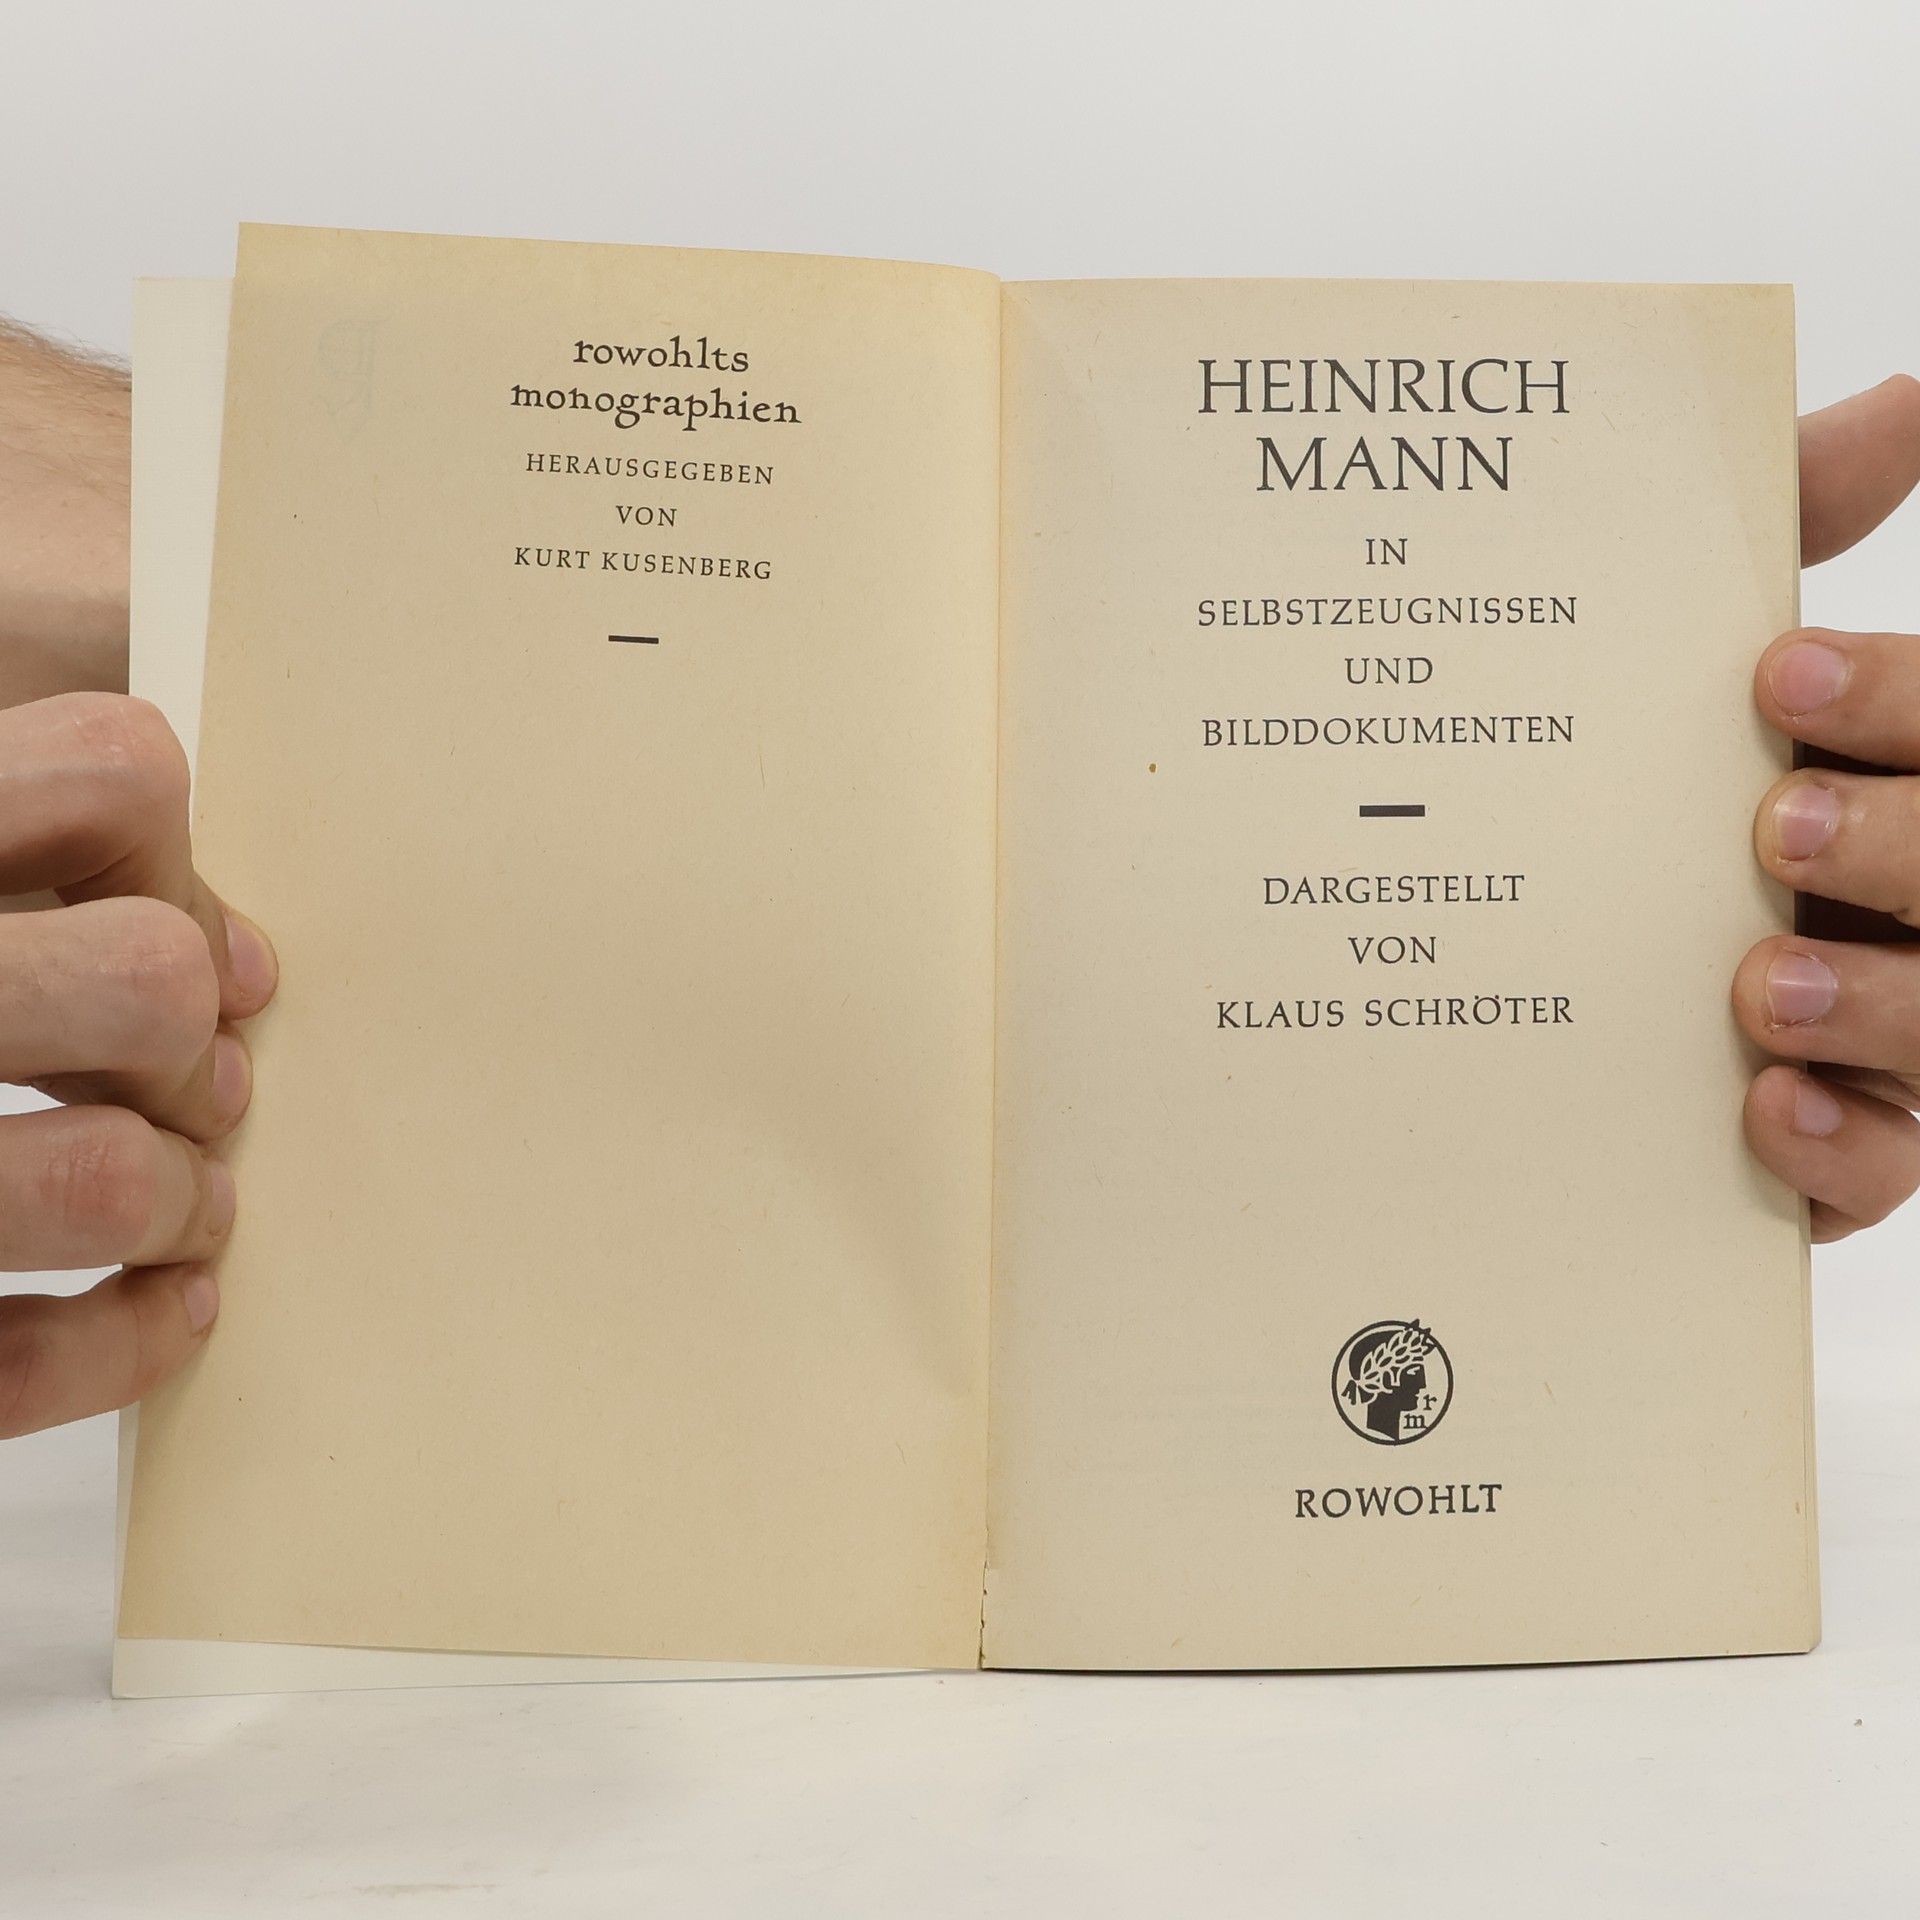 rowohlts
monographien
HERAUSGEGEBEN
VON
KURT KUSENBERG
HEINRICH
MANN
IN
SELBSTZEUGNISSEN
UND
BILDDOKUMENTEN
DARGESTELLT
VON
KLAUS SCHRÖTER
r
m
ROWOHLT